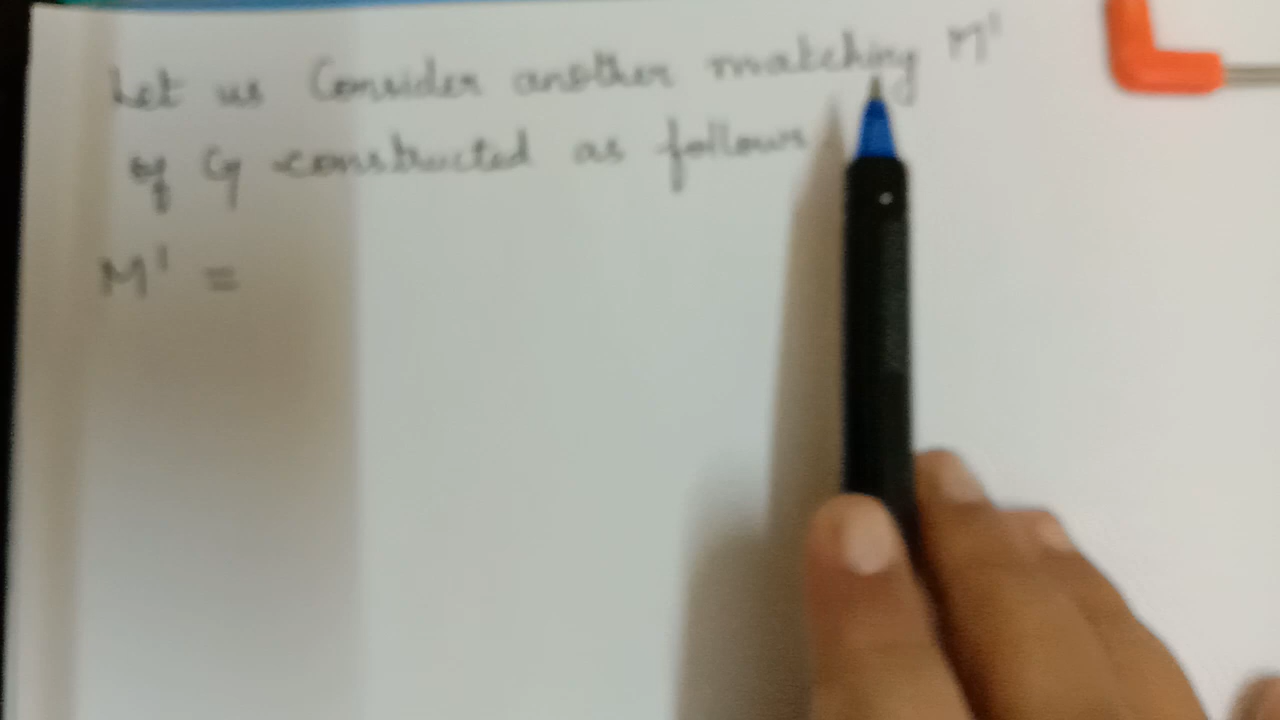 Let us Consider another matching M'
of G constructed as follows
M' =